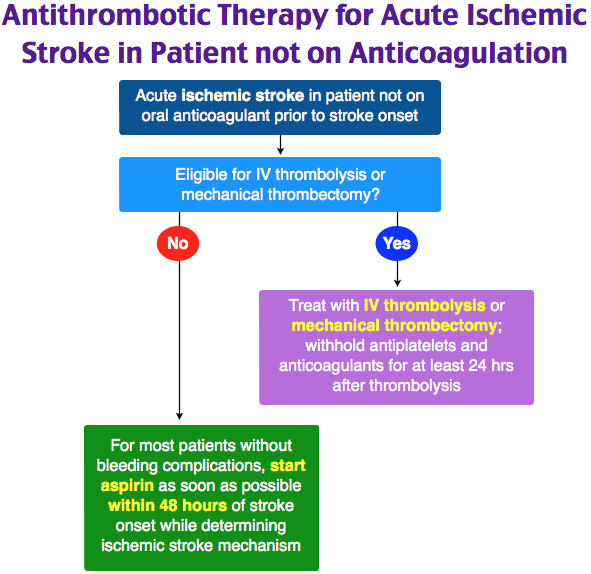 Antithrombotic Therapy for Acute Ischemic
Stroke in Patient not on Anticoagulation
Acute ischemic stroke in patient not on
oral anticoagulant prior to stroke onset
Eligible for IV thrombolysis or
mechanical thrombectomy?
No
Yes
Treat with IV thrombolysis or
mechanical thrombectomy;
withhold antiplatelets and
anticoagulants for at least 24 hrs
after thrombolysis
For most patients without
bleeding complications, start
aspirin as soon as possible
within 48 hours of stroke
onset while determining
ischemic stroke mechanism